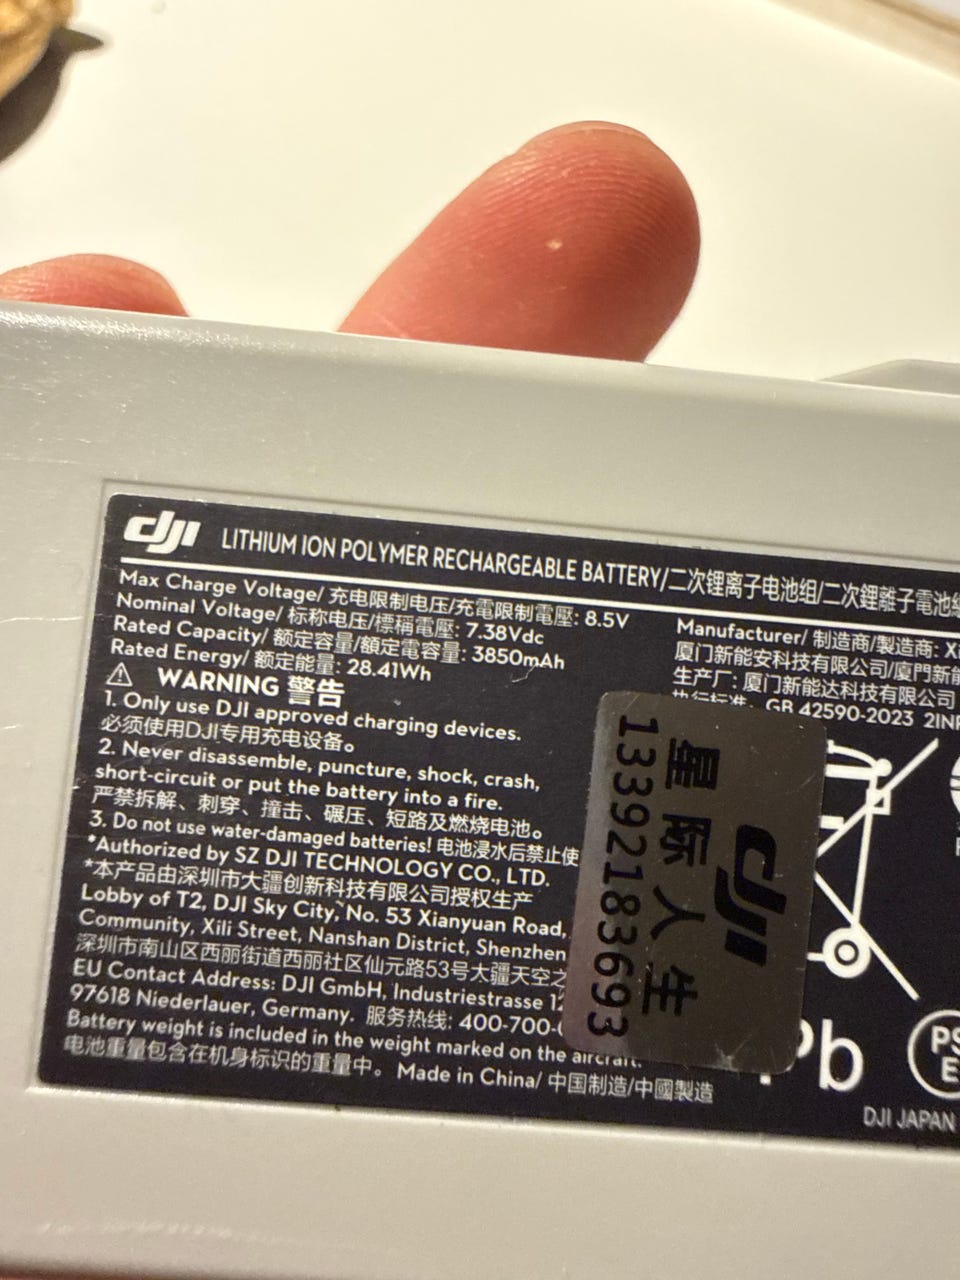 dji LITHIUM ION POLYMER RECHARGEABLE BATTERY/二次锂离子电池组/二次鋰離子電池
Max Charge Voltage/ 充电限制电压/充電限制電壓: 8.5V
Nominal Voltage/ 标称电压/標稱電壓: 7.38Vdc
Rated Capacity/ 额定容量/額定電容量: 3850mAh
Rated Energy/ 额定能量: 28.41Wh
WARNING 警告
1. Only use DJI approved charging devices.
必须使用DJI专用充电设备。
2. Never disassemble, puncture, shock, crash,
short-circuit or put the battery into a fire.
严禁拆解、刺穿、撞击、碾压、短路及燃烧电池。
3. Do not use water-damaged batteries! 电池浸水后禁止使
*Authorized by SZ DJI TECHNOLOGY CO., LTD.
*本产品由深圳市大疆创新科技有限公司授权生产
Lobby of T2, DJI Sky City, No. 53 Xianyuan Road,
Community, Xili Street, Nanshan District, Shenzhen
深圳市南山区西丽街道西丽社区仙元路53号大疆天空之
EU Contact Address: DJI GmbH, Industriestrasse 12
97618 Niederlauer, Germany. 服务热线: 400-700-
Battery weight is included in the weight marked on the aircraft.
电池重量包含在机身标识的重量中。 Made in China/ 中国制造/中國製造
Manufacturer/ 制造商/製造商: Xi
厦门新能安科技有限公司/廈門新能
生产厂: 厦门新能达科技有限公司
执行标准: GB 42590-2023 2INP
dji
星际人生
13392183693
Pb
PS
E
DJI JAPAN